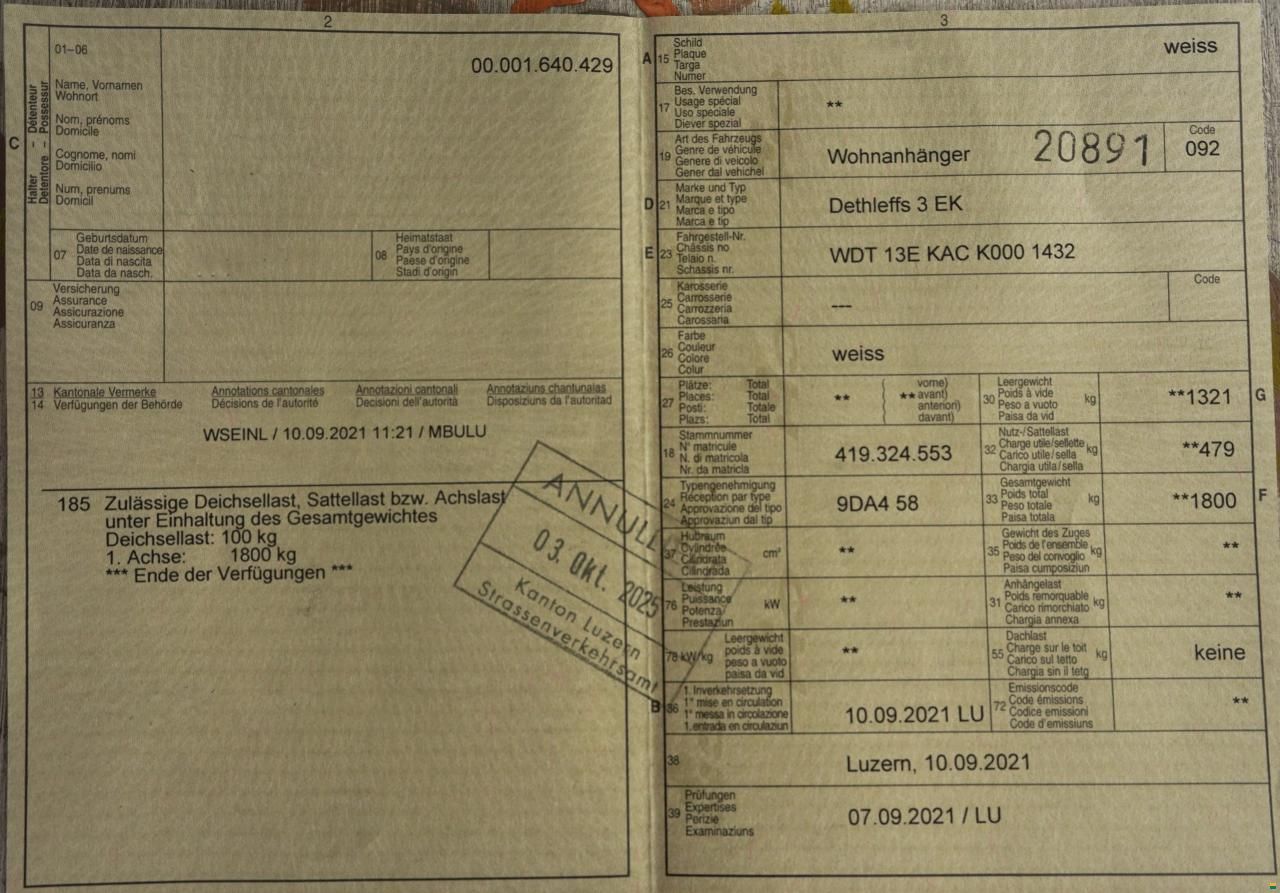 2
01–06
00.001.640.429
C
Halter – Détenteur
Detentore – Possessur
Name, Vornamen
Wohnort
Nom, prénoms
Domicile
Cognome, nomi
Domicilio
Num, prenums
Domicil
07
Geburtsdatum
Date de naissance
Data di nascita
Data da nasch.
08
Heimatstaat
Pays d'origine
Paese d'origine
Stadi d'origin
09
Versicherung
Assurance
Assicurazione
Assicuranza
13 Kantonale Vermerke Annotations cantonales Annotazioni cantonali Annotaziuns chantunalas
14 Verfügungen der Behörde Décisions de l'autorité Decisioni dell'autorità Disposiziuns da l'autoritad
WSEINL / 10.09.2021 11:21 / MBULU
185 Zulässige Deichsellast, Sattellast bzw. Achslast
unter Einhaltung des Gesamtgewichtes
Deichsellast: 100 kg
1. Achse: 1800 kg
*** Ende der Verfügungen ***
ANNULL
03. Okt. 2025
Kanton Luzern
Strassenverkehrsamt
3
A 15
Schild
Plaque
Targa
Numer
weiss
17
Bes. Verwendung
Usage spécial
Uso speciale
Diever spezial
**
19
Art des Fahrzeugs
Genre de véhicule
Genere di veicolo
Gener dal vehichel
Wohnanhänger
20891
Code
092
D 21
Marke und Typ
Marque et type
Marca e tipo
Marca e tip
Dethleffs 3 EK
E 23
Fahrgestell-Nr.
Châssis no
Telaio n.
Schassis nr.
WDT 13E KAC K000 1432
25
Karosserie
Carrosserie
Carrozzeria
Carossaria
---
Code
26
Farbe
Couleur
Colore
Colur
weiss
27
Plätze: Total
Places: Total
Posti: Totale
Plazs: Total
**
** vorne)
avant)
anteriori)
davant)
30
Leergewicht
Poids à vide
Peso a vuoto
Paisa da vid
kg
**1321
G
18
Stammnummer
N° matricule
N. di matricola
Nr. da matricla
419.324.553
32
Nutz-/Sattellast
Charge utile/sellette
Carico utile/sella
Chargia utila/sella
kg
**479
24
Typengenehmigung
Réception par type
Approvazione del tipo
Approvaziun dal tip
9DA4 58
33
Gesamtgewicht
Poids total
Peso totale
Paisa totala
kg
**1800
F
37
Hubraum
Cylindrée
Cilindrata
Cilindrada
cm³
**
35
Gewicht des Zuges
Poids de l'ensemble
Peso del convoglio
Paisa cumposiziun
kg
**
76
Leistung
Puissance
Potenza
Prestaziun
kW
**
31
Anhängelast
Poids remorquable
Carico rimorchiato
Chargia annexa
kg
**
78 kW/kg
Leergewicht
poids à vide
peso a vuoto
paisa da vid
**
55
Dachlast
Charge sur le toit
Carico sul tetto
Chargia sin il tetg
kg
keine
B 36
1. Inverkehrsetzung
1° mise en circulation
1° messa in circolazione
1. entrada en circulaziun
10.09.2021 LU
72
Emissionscode
Code émissions
Codice emissioni
Code d'emissiuns
**
38
Luzern, 10.09.2021
39
Prüfungen
Expertises
Perizie
Examinaziuns
07.09.2021 / LU